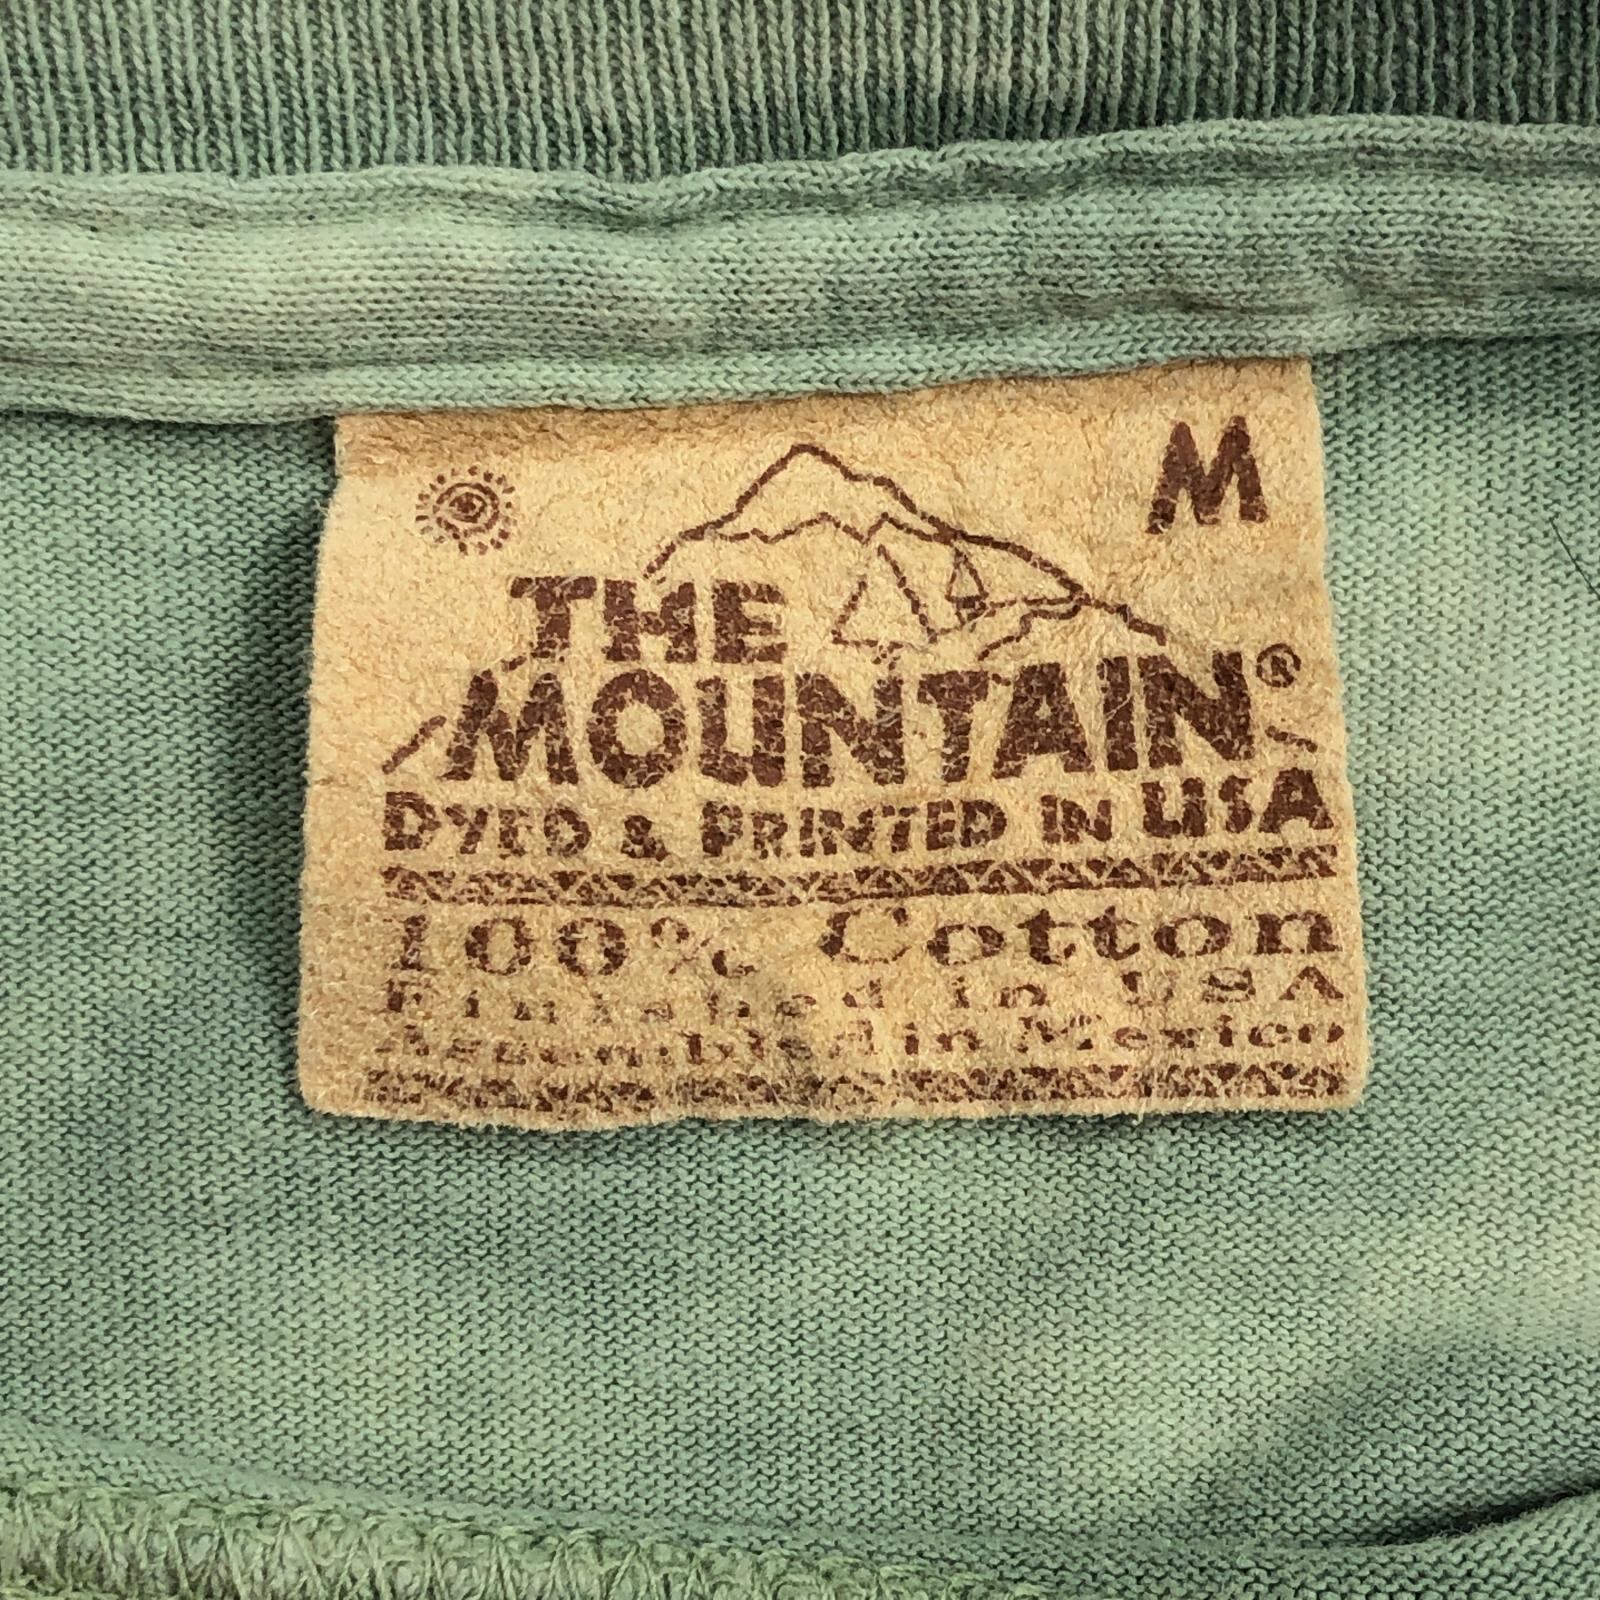 M
THE
MOUNTAIN®
DYED & PRINTED IN USA
100% Cotton
Finished in USA
Assembled in Mexico